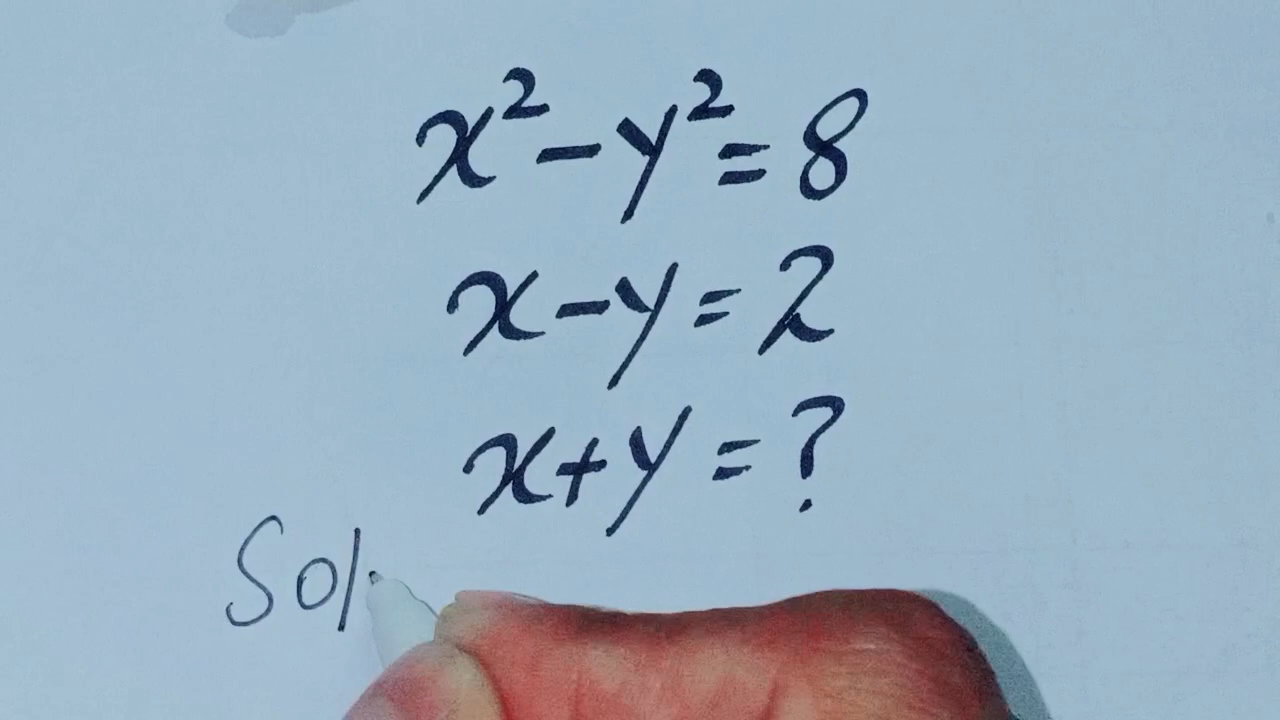 x² - y² = 8
x - y = 2
x + y = ?
Sol